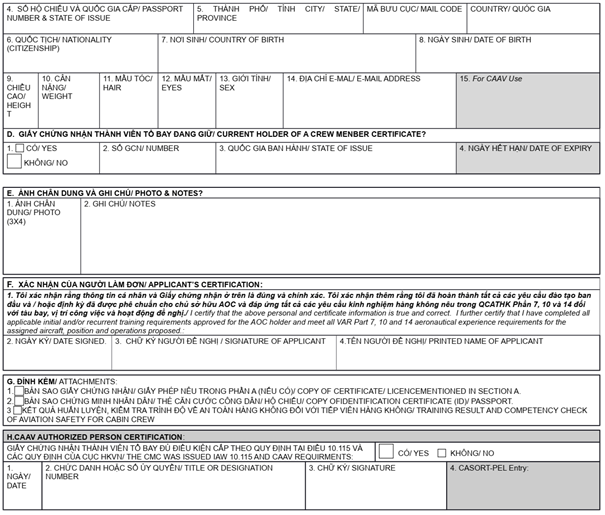 4. SỐ HỘ CHIẾU VÀ QUỐC GIA CẤP/ PASSPORT NUMBER & STATE OF ISSUE
5. THÀNH PHỐ/ TỈNH CITY/ STATE/ PROVINCE
MÃ BƯU CỤC/ MAIL CODE
COUNTRY/ QUÓC GIA
6. QUỐC TỊCH/ NATIONALITY (CITIZENSHIP)
7. NƠI SINH/ COUNTRY OF BIRTH
8. NGÀY SINH/ DATE OF BIRTH
9. CHIỀU CAO/ HEIGHT
10. CÂN NẶNG/ WEIGHT
11. MẦU TÓC/ HAIR
12. MẦU MẮT/ EYES
13. GIỚI TÍNH/ SEX
14. ĐỊA CHỈ E-MAL/ E-MAIL ADDRESS
15. For CAAV Use
D. GIẤY CHỨNG NHẬN THÀNH VIÊN TỔ BAY ĐANG GIỮ/ CURRENT HOLDER OF A CREW MENBER CERTIFICATE?
1. CÓ/ YES
KHÔNG/ NO
2. SỐ GCN/ NUMBER
3. QUỐC GIA BAN HÀNH/ STATE OF ISSUE
4. NGÀY HẾT HẠN/ DATE OF EXPIRY
E. ẢNH CHÂN DUNG VÀ GHI CHÚ/ PHOTO & NOTES?
1. ẢNH CHÂN DUNG/ PHOTO (3X4)
2. GHI CHÚ/ NOTES
F. XÁC NHẬN CỦA NGƯỜI LÀM ĐƠN/ APPLICANT'S CERTIFICATION:
1. Tôi xác nhận rằng thông tin cá nhân và Giấy chứng nhận ở trên là đúng và chính xác. Tôi xác nhận thêm rằng tôi đã hoàn thành tất cả các yêu cầu đào tạo ban
đầu và / hoặc định kỳ đã được phê chuẩn cho chủ sở hữu AOC và đáp ứng tất cả các yêu cầu kinh nghiệm hàng không nêu trong QCATHK Phần 7, 10 và 14 đối
với tàu bay, vị trí công việc và hoạt động đề nghị./ I certify that the above personal and certificate information is true and correct. I further certify that I have completed all
applicable initial and/or recurrent training requirements approved for the AOC holder and meet all VAR Part 7, 10 and 14 aeronautical experience requirements for the
assigned aircraft, position and operations proposed.:
2. NGÀY KÝ/ DATE SIGNED.
3. CHỮ KÝ NGƯỜI ĐỀ NGHỊ / SIGNATURE OF APPLICANT
4.TÊN NGƯỜI ĐỀ NGHỊ/ PRINTED NAME OF APPLICANT
G. ĐÍNH KÈM/ ATTACHMENTS:
1. BẢN SAO GIẤY CHỨNG NHẬN/ GIẤY PHÉP NÊU TRONG PHẦN A (NẾU CÓ)/ COPY OF CERTIFICATE/ LICENCEMENTIONED IN SECTION A.
2. BẢN SAO CHỨNG MINH NHÂN DÂN/ THẺ CĂN CƯỚC CÔNG DÂN/ HỘ CHIẾU/ COPY OFIDENTIFICATION CERTIFICATE (ID)/ PASSPORT.
3 KẾT QUẢ HUẤN LUYỆN, KIỂM TRA TRÌNH ĐỘ VỀ AN TOÀN HÀNG KHÔNG ĐỐI VỚI TIẾP VIÊN HÀNG KHÔNG/ TRAINING RESULT AND COMPETENCY CHECK
OF AVIATION SAFETY FOR CABIN CREW
H.CAAV AUTHORIZED PERSON CERTIFICATION:
GIẤY CHỨNG NHẬN THÀNH VIÊN TỔ BAY ĐỦ ĐIỀU KIỆN CẤP THEO QUY ĐỊNH TẠI ĐIỀU 10.115 VÀ
CÁC QUY ĐỊNH CỦA CỤC HKVN/ THE CMC WAS ISSUED IAW 10.115 AND CAAV REQUIRMENTS:
CÓ/ YES
KHÔNG/ NO
1. NGÀY/ DATE
2. CHỨC DANH HOẶC SỐ ỦY QUYỀN/ TITLE OR DESIGNATION NUMBER
3. CHỮ KÝ/ SIGNATURE
4. CASORT-PEL Entry: